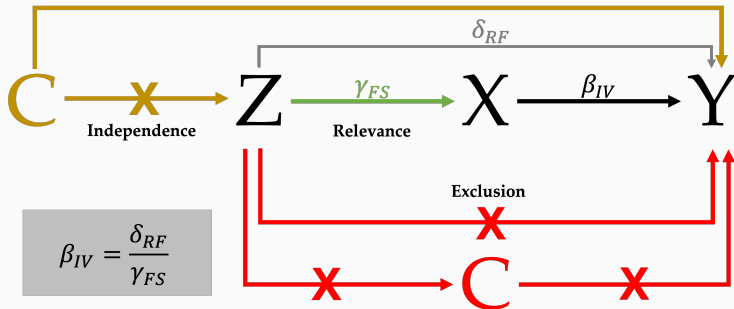 δ_RF
C X Z γ_FS X β_IV Y
Independence Relevance
Exclusion
X
β_IV = δ_RF / γ_FS
X C X